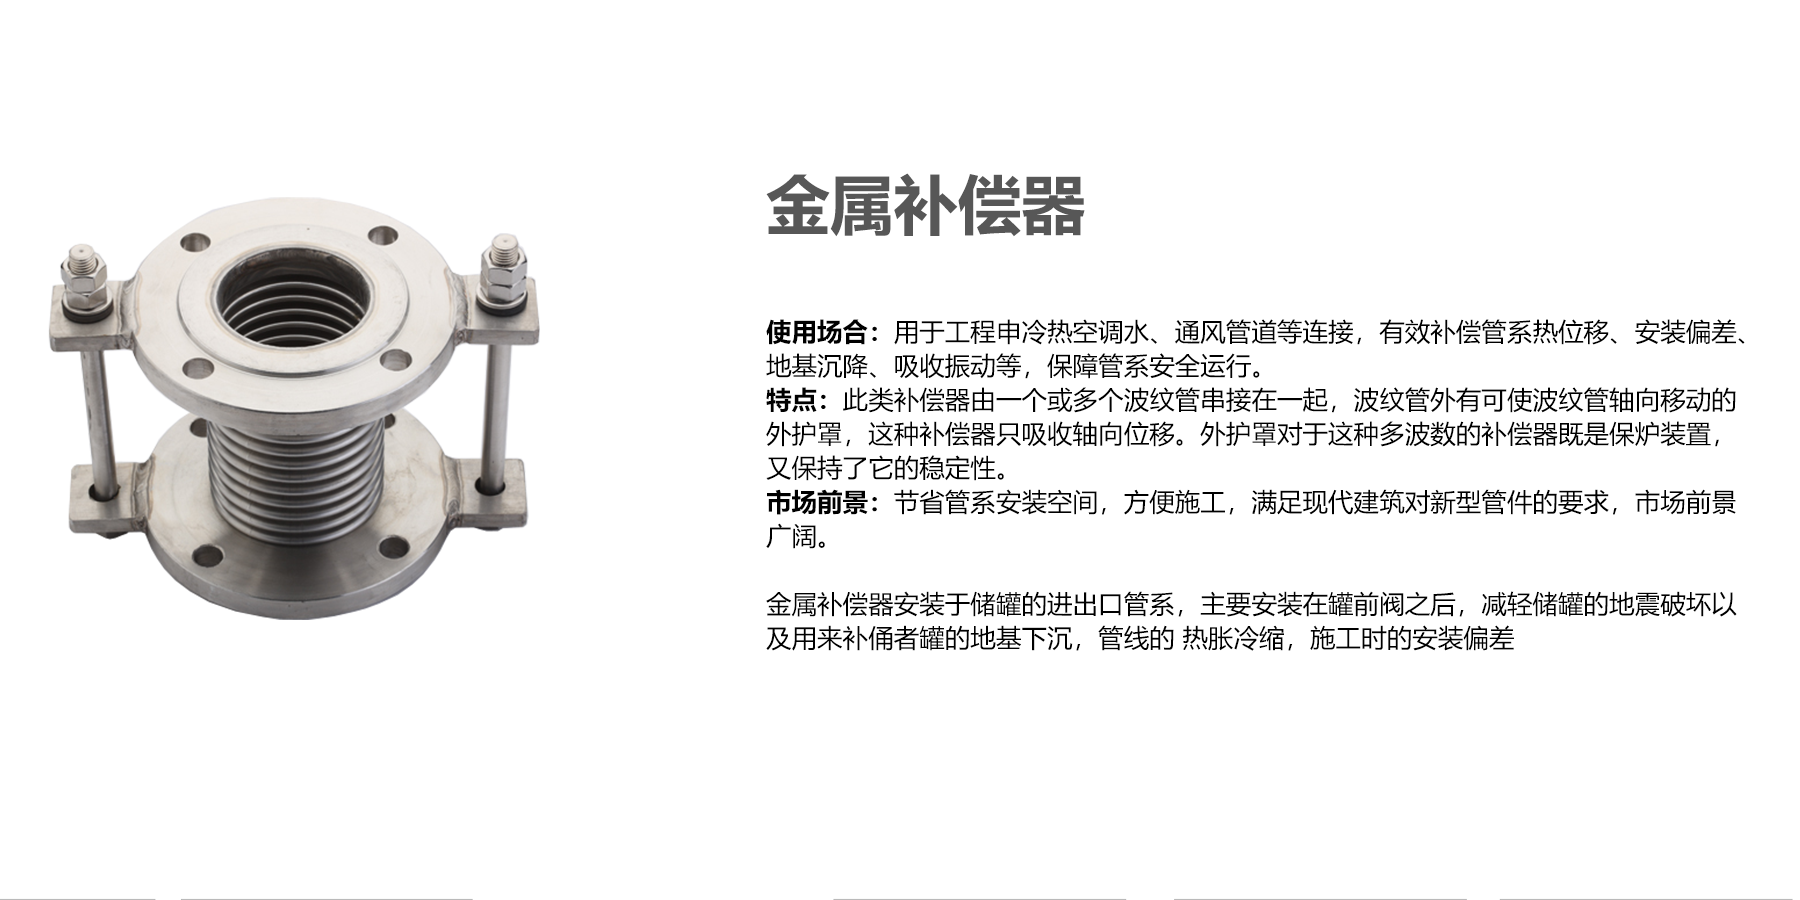 金属补偿器
使用场合：用于工程申冷热空调水、通风管道等连接，有效补偿管系热位移、安装偏差、
地基沉降、吸收振动等，保障管系安全运行。
特点：此类补偿器由一个或多个波纹管串接在一起，波纹管外有可使波纹管轴向移动的
外护罩，这种补偿器只吸收轴向位移。外护罩对于这种多波数的补偿器既是保炉装置，
又保持了它的稳定性。
市场前景：节省管系安装空间，方便施工，满足现代建筑对新型管件的要求，市场前景
广阔。
金属补偿器安装于储罐的进出口管系，主要安装在罐前阀之后，减轻储罐的地震破坏以
及用来补俑者罐的地基下沉，管线的 热胀冷缩，施工时的安装偏差